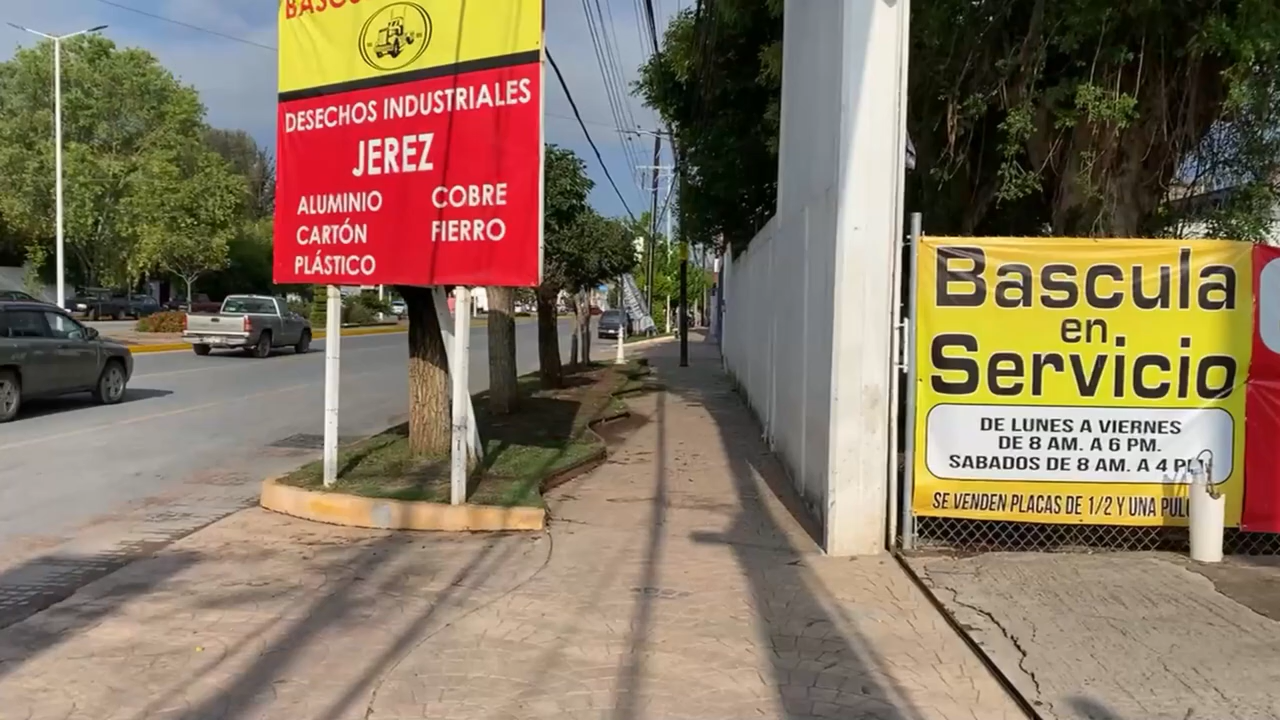 DESECHOS INDUSTRIALES
JEREZ
ALUMINIO COBRE
CARTÓN FIERRO
PLÁSTICO
Bascula
en
Servicio
DE LUNES A VIERNES
DE 8 AM. A 6 PM.
SABADOS DE 8 AM. A 4 PM.
SE VENDEN PLACAS DE 1/2 Y UNA